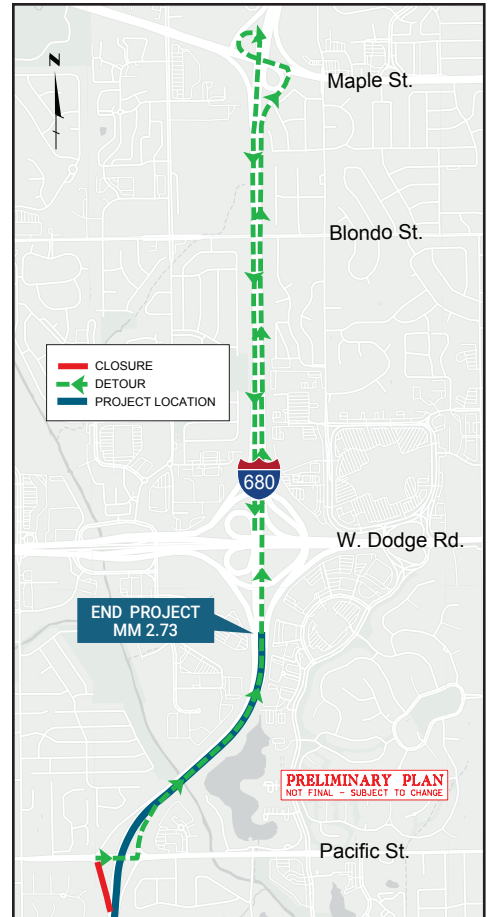 Maple St.
N
Blondo St.
CLOSURE
DETOUR
PROJECT LOCATION
680
W. Dodge Rd.
END PROJECT
MM 2.73
PRELIMINARY PLAN
NOT FINAL - SUBJECT TO CHANGE
Pacific St.